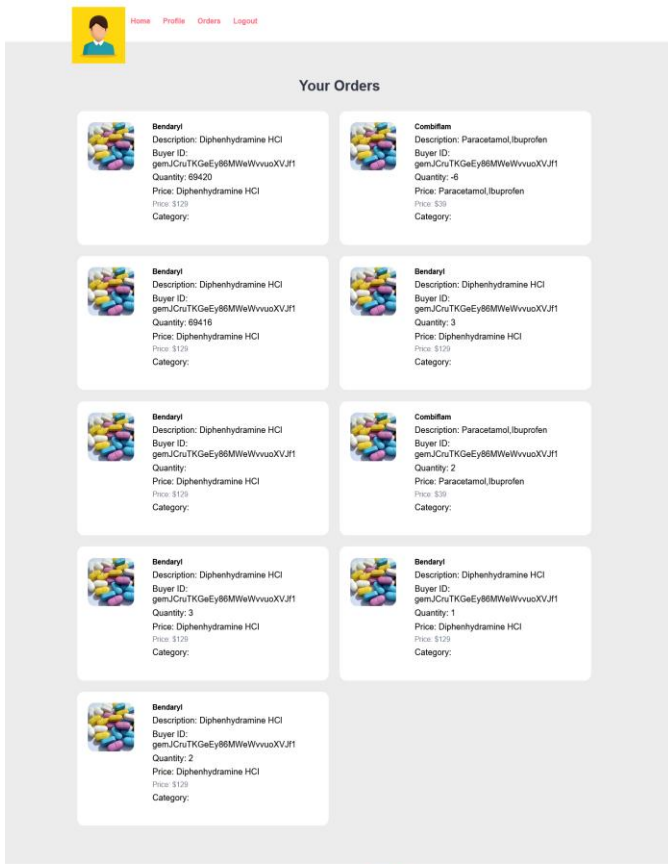 Home Profile Orders Logout
Your Orders
Bendaryl
Description: Diphenhydramine HCl
Buyer ID:
gemJCruTKGeEy86MWeWvvuoXVJf1
Quantity: 69420
Price: Diphenhydramine HCl
Price: $129
Category:
Combiflam
Description: Paracetamol,Ibuprofen
Buyer ID:
gemJCruTKGeEy86MWeWvvuoXVJf1
Quantity: -6
Price: Paracetamol,Ibuprofen
Price: $39
Category:
Bendaryl
Description: Diphenhydramine HCl
Buyer ID:
gemJCruTKGeEy86MWeWvvuoXVJf1
Quantity: 69416
Price: Diphenhydramine HCl
Price: $129
Category:
Bendaryl
Description: Diphenhydramine HCl
Buyer ID:
gemJCruTKGeEy86MWeWvvuoXVJf1
Quantity: 3
Price: Diphenhydramine HCl
Price: $129
Category:
Bendaryl
Description: Diphenhydramine HCl
Buyer ID:
gemJCruTKGeEy86MWeWvvuoXVJf1
Quantity:
Price: Diphenhydramine HCl
Price: $129
Category:
Combiflam
Description: Paracetamol,Ibuprofen
Buyer ID:
gemJCruTKGeEy86MWeWvvuoXVJf1
Quantity: 2
Price: Paracetamol,Ibuprofen
Price: $39
Category:
Bendaryl
Description: Diphenhydramine HCl
Buyer ID:
gemJCruTKGeEy86MWeWvvuoXVJf1
Quantity: 3
Price: Diphenhydramine HCl
Price: $129
Category:
Bendaryl
Description: Diphenhydramine HCl
Buyer ID:
gemJCruTKGeEy86MWeWvvuoXVJf1
Quantity: 1
Price: Diphenhydramine HCl
Price: $129
Category:
Bendaryl
Description: Diphenhydramine HCl
Buyer ID:
gemJCruTKGeEy86MWeWvvuoXVJf1
Quantity: 2
Price: Diphenhydramine HCl
Price: $129
Category: